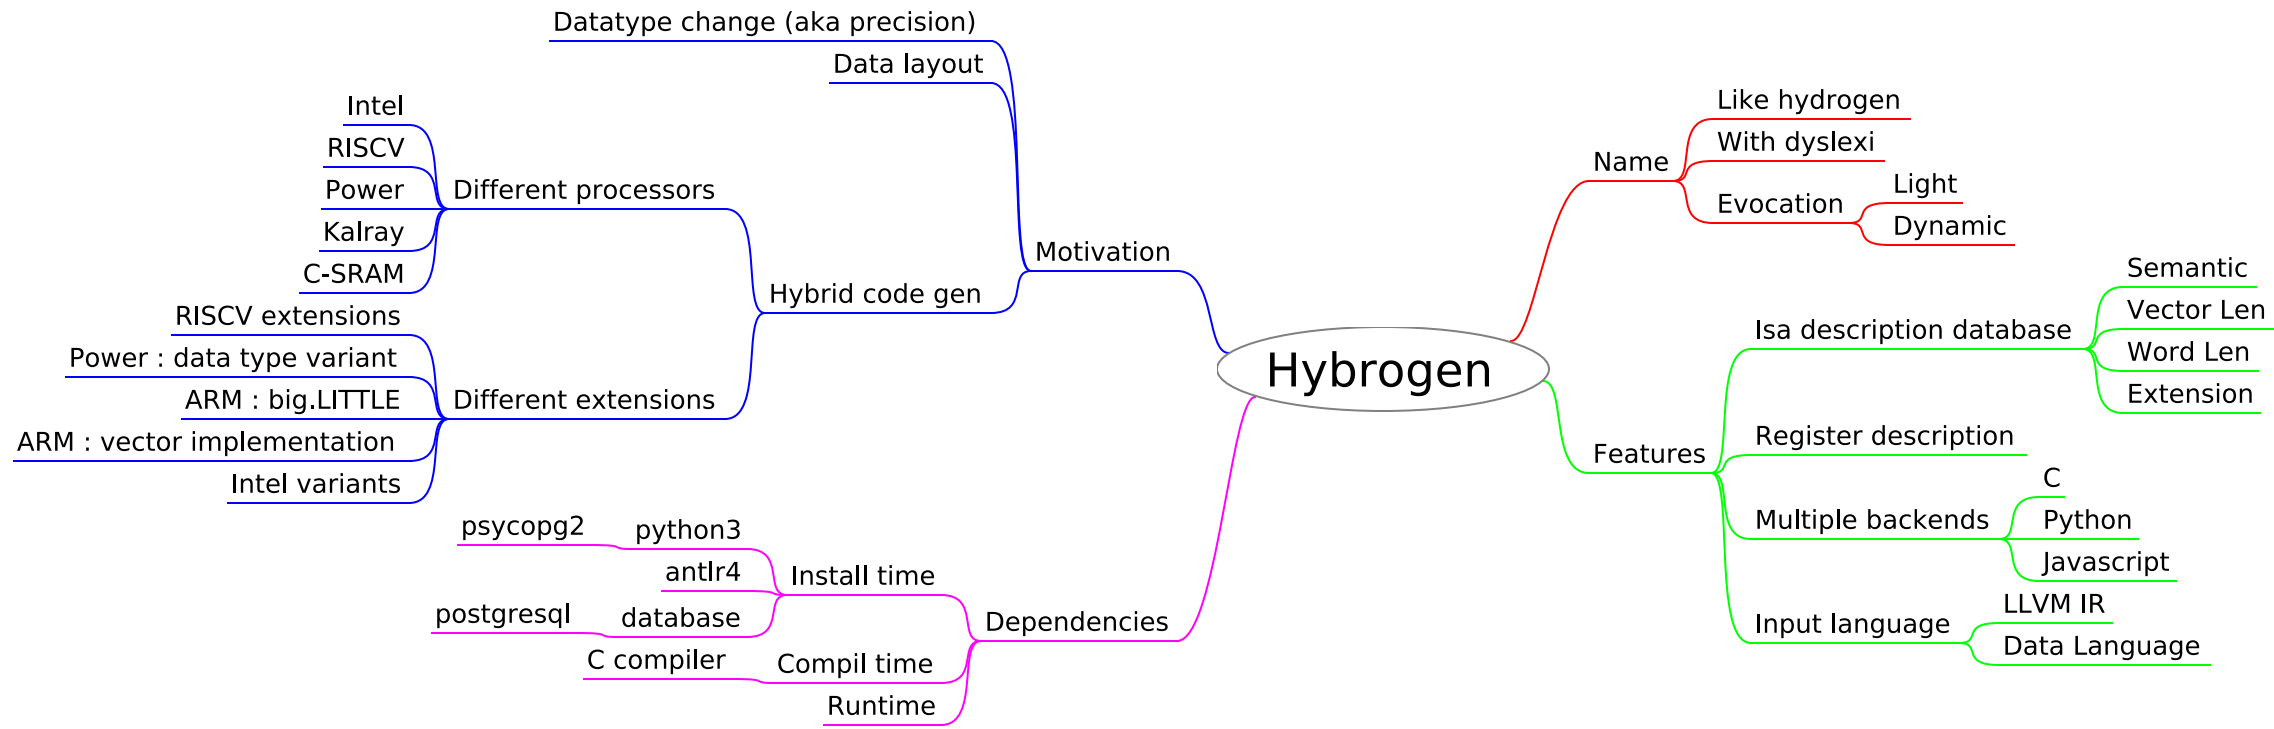 Hybrogen
Motivation
Datatype change (aka precision)
Data layout
Hybrid code gen
Different processors
Intel
RISCV
Power
Kalray
C-SRAM
Different extensions
RISCV extensions
Power : data type variant
ARM : big.LITTLE
ARM : vector implementation
Intel variants
Dependencies
Install time
python3
psycopg2
antlr4
database
postgresql
Compil time
C compiler
Runtime
Name
Like hydrogen
With dyslexi
Evocation
Light
Dynamic
Features
Isa description database
Semantic
Vector Len
Word Len
Extension
Register description
Multiple backends
C
Python
Javascript
Input language
LLVM IR
Data Language